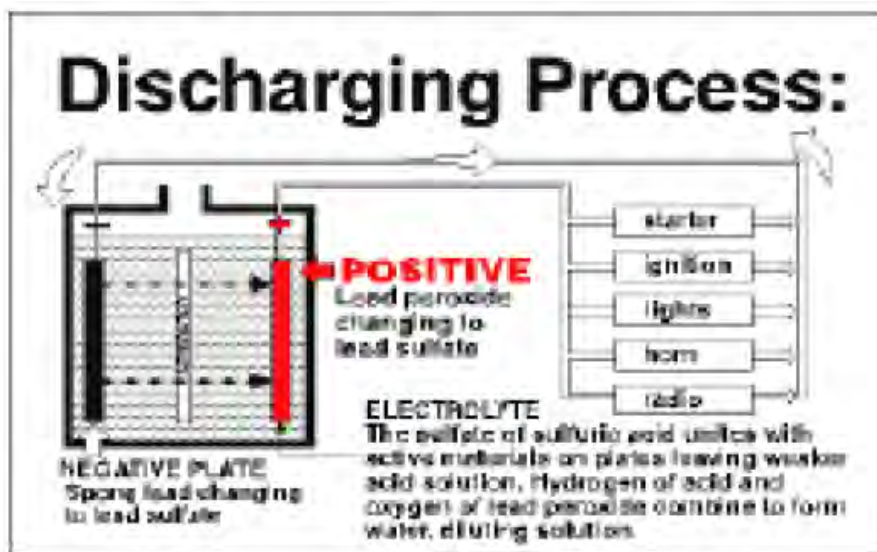 Discharging Process:
starter
ignition
lights
horn
radio
POSITIVE
Lead peroxide
changing to
lead sulfate
ELECTROLYTE
The sulfate of sulfuric acid unites with
active materials on plates leaving weaker
acid solution. Hydrogen of acid and
oxygen of lead peroxide combine to form
water, diluting solution
NEGATIVE PLATE
Sponge lead changing
to lead sulfate